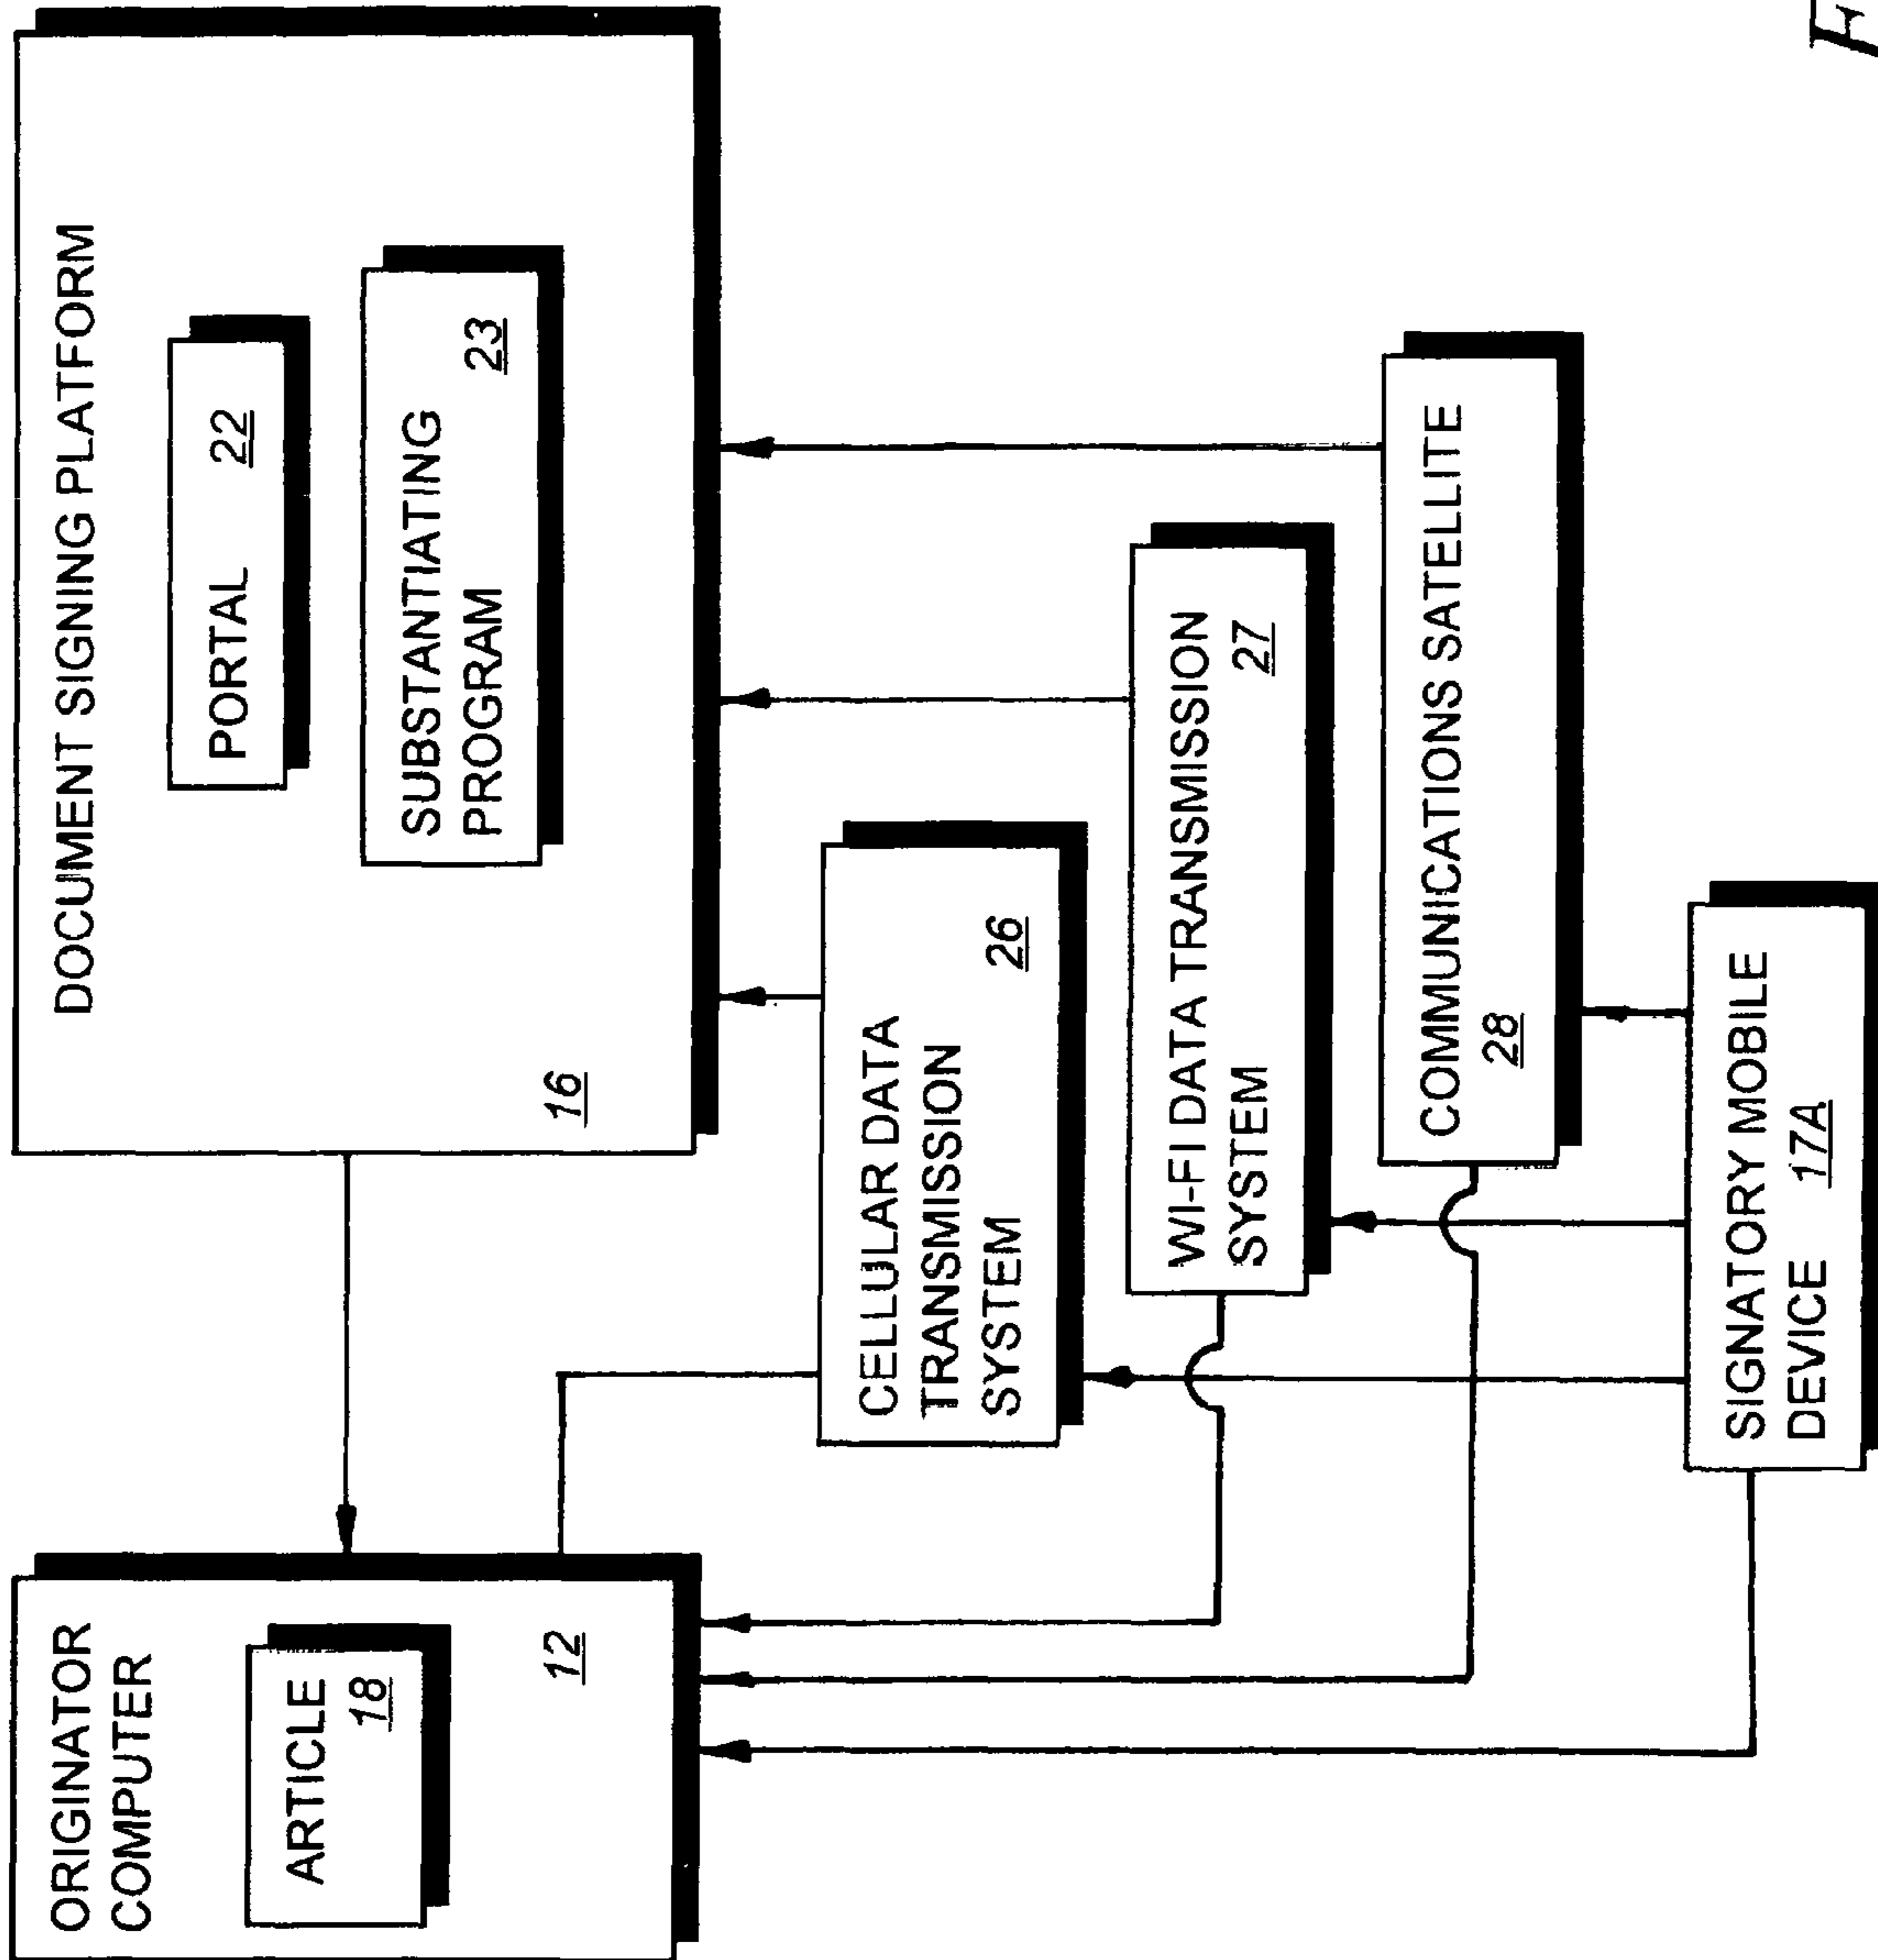 ORIGINATOR
COMPUTER
ARTICLE
18
12
DOCUMENT SIGNING PLATFORM
PORTAL 22
SUBSTANTIATING
PROGRAM 23
16
CELLULAR DATA
TRANSMISSION
SYSTEM 26
WI-FI DATA TRANSMISSION
SYSTEM 27
COMMUNICATIONS SATELLITE
28
SIGNATORY MOBILE
DEVICE 17A